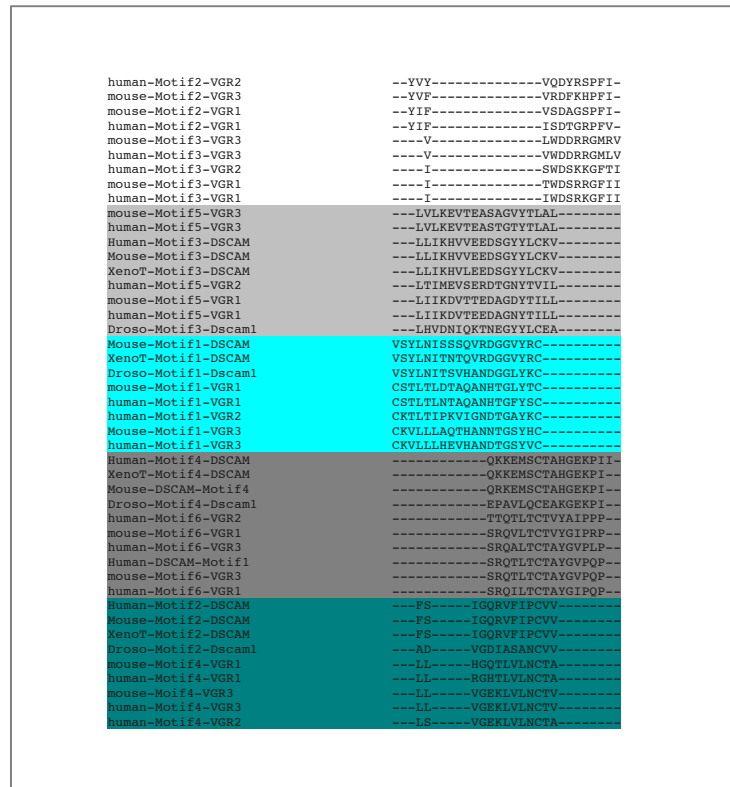 human-Motif2-VGR2 --YVY--------------VQDYRSPFI-
mouse-Motif2-VGR3 --YVF--------------VRDFKHPFI-
mouse-Motif2-VGR1 --YIF--------------VSDAGSPFI-
human-Motif2-VGR1 --YIF--------------ISDTGRPFV-
mouse-Motif3-VGR3 ----V--------------LWDDRRGMRV
human-Motif3-VGR3 ----V--------------VWDDRRGMLV
human-Motif3-VGR2 ----I--------------SWDSKKGFTI
mouse-Motif3-VGR1 ----I--------------TWDSRRGFII
human-Motif3-VGR1 ----I--------------IWDSRKGFII
mouse-Motif5-VGR3 ---LVLKEVTEASAGVYTLAL--------
human-Motif5-VGR3 ---LVLKEVTEASTGTYTLAL--------
Human-Motif3-DSCAM ---LLIKHVVEEDSGYYLCKV--------
Mouse-Motif3-DSCAM ---LLIKHVVEEDSGYYLCKV--------
XenoT-Motif3-DSCAM ---LLIKHVLEEDSGYYLCKV--------
human-Motif5-VGR2 ---LTIMEVSERDTGNYTVIL--------
mouse-Motif5-VGR1 ---LIIKDVTTEDAGDYTILL--------
human-Motif5-VGR1 ---LIIKDVTEEDAGNYTILL--------
Droso-Motif3-Dscam1 ---LHVDNIQKTNEGYYLCEA--------
Mouse-Motif1-DSCAM VSYLNISSSQVRDGGVYRC----------
XenoT-Motif1-DSCAM VSYLNITNTQVRDGGVYRC----------
Droso-Motif1-Dscam1 VSYLNITSVHANDGGLYKC----------
mouse-Motif1-VGR1 CSTLTLDTAQANHTGLYTC----------
human-Motif1-VGR1 CSTLTLNTAQANHTGFYSC----------
human-Motif1-VGR2 CKTLTIPKVIGNDTGAYKC----------
Mouse-Motif1-VGR3 CKVLLLAQTHANNTGSYHC----------
human-Motif1-VGR3 CKVLLLHEVHANDTGSYVC----------
Human-Motif4-DSCAM ------------QKKEMSCTAHGEKPII-
XenoT-Motif4-DSCAM ------------QKKEMSCTAHGEKPI--
Mouse-DSCAM-Motif4 ------------QRKEMSCTAHGEKPI--
Droso-Motif4-Dscam1 ------------EPAVLQCEAKGEKPI--
human-Motif6-VGR2 ------------TTQTLTCTVYAIPPP--
mouse-Motif6-VGR1 ------------SRQVLTCTVYGIPRP--
human-Motif6-VGR3 ------------SRQALTCTAYGVPLP--
Human-DSCAM-Motif1 ------------SRQTLTCTAYGVPQP--
mouse-Motif6-VGR3 ------------SRQTLTCTAYGVPQP--
human-Motif6-VGR1 ------------SRQILTCTAYGIPQP--
Human-Motif2-DSCAM ---FS-----IGQRVFIPCVV--------
Mouse-Motif2-DSCAM ---FS-----IGQRVFIPCVV--------
XenoT-Motif2-DSCAM ---FS-----IGQRVFIPCVV--------
Droso-Motif2-Dscam1 ---AD-----VGDIASANCVV--------
mouse-Motif4-VGR1 ---LL-----HGQTLVLNCTA--------
human-Motif4-VGR1 ---LL-----RGHTLVLNCTA--------
mouse-Moif4-VGR3 ---LL-----VGEKLVLNCTV--------
human-Motif4-VGR3 ---LL-----VGEKLVLNCTV--------
human-Motif4-VGR2 ---LS-----VGEKLVLNCTA--------